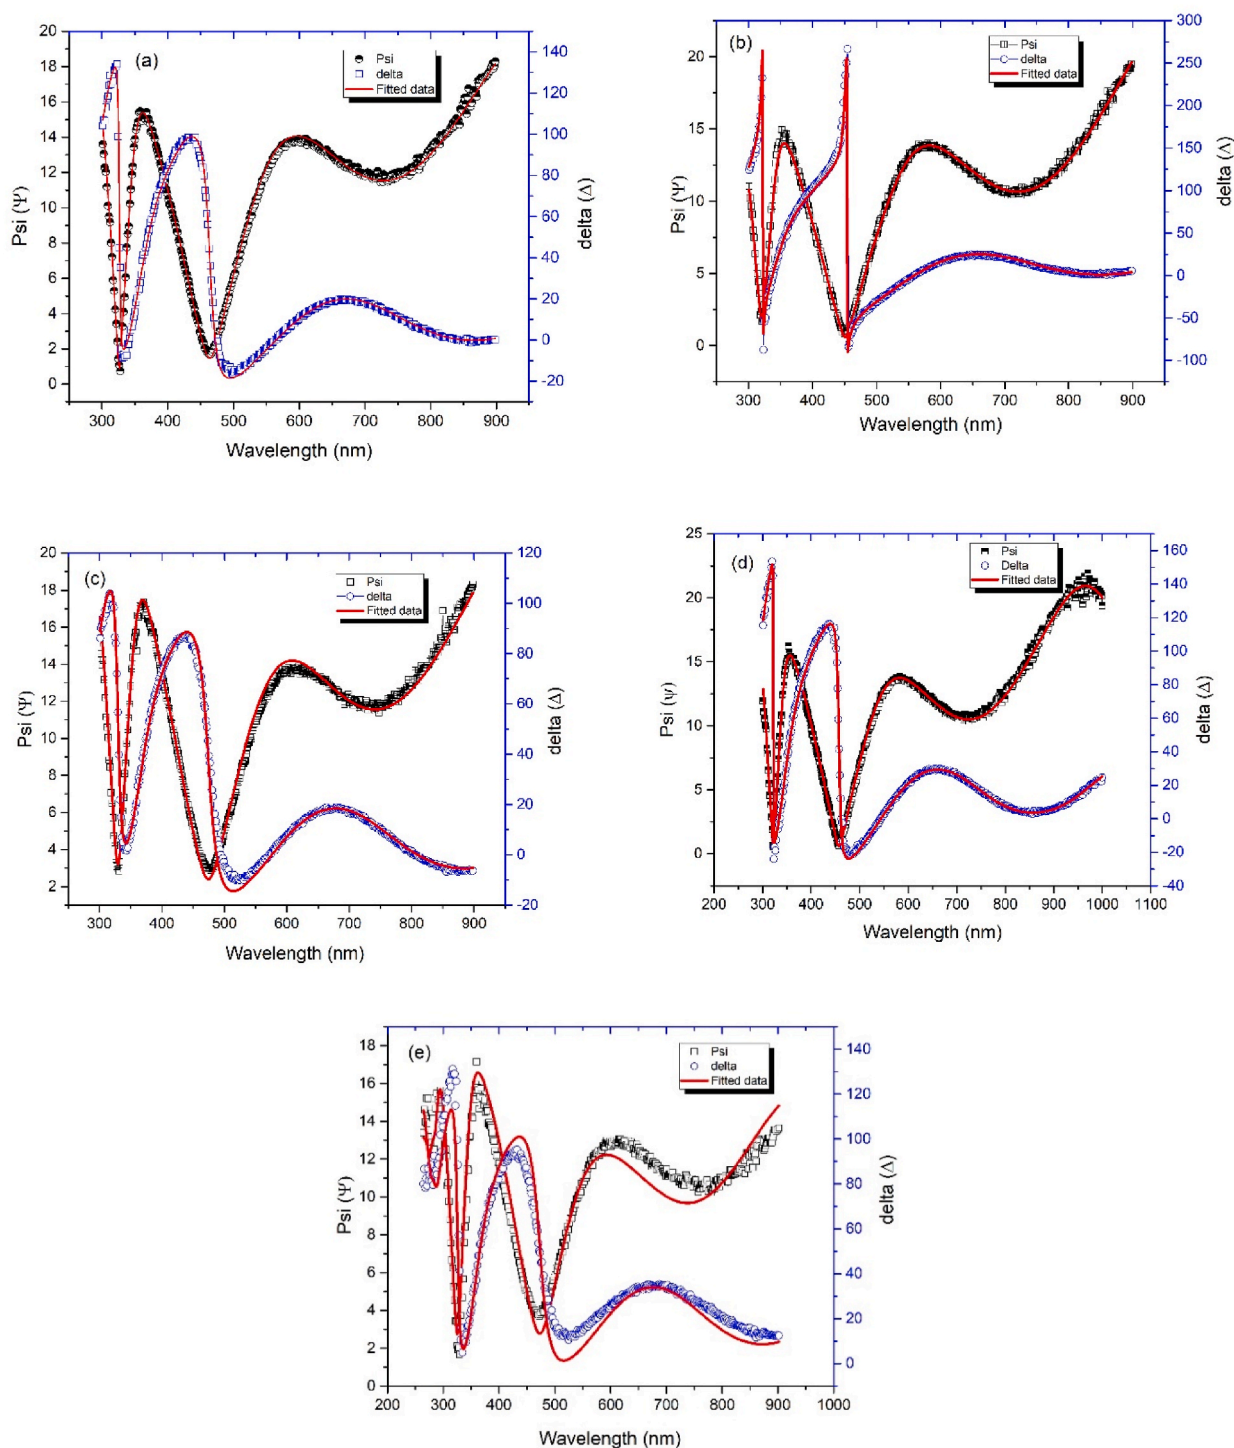 (a)
Psi
delta
Fitted data
20
18
16
14
12
10
8
6
4
2
0
Psi (Ψ)
140
120
100
80
60
40
20
0
-20
delta (Δ)
300 400 500 600 700 800 900
Wavelength (nm)
(b)
Psi
delta
Fitted data
20
15
10
5
0
Psi (Ψ)
300
250
200
150
100
50
0
-50
-100
delta (Δ)
300 400 500 600 700 800 900
Wavelength (nm)
(c)
Psi
delta
Fitted data
20
18
16
14
12
10
8
6
4
2
Psi (Ψ)
120
100
80
60
40
20
0
-20
delta (Δ)
300 400 500 600 700 800 900
Wavelength (nm)
(d)
Psi
Delta
Fitted data
25
20
15
10
5
0
Psi (ψ)
160
140
120
100
80
60
40
20
0
-20
-40
delta (Δ)
200 300 400 500 600 700 800 900 1000 1100
Wavelength (nm)
(e)
Psi
delta
Fitted data
18
16
14
12
10
8
6
4
2
0
Psi (Ψ)
140
120
100
80
60
40
20
0
delta (Δ)
200 300 400 500 600 700 800 900 1000
Wavelength (nm)